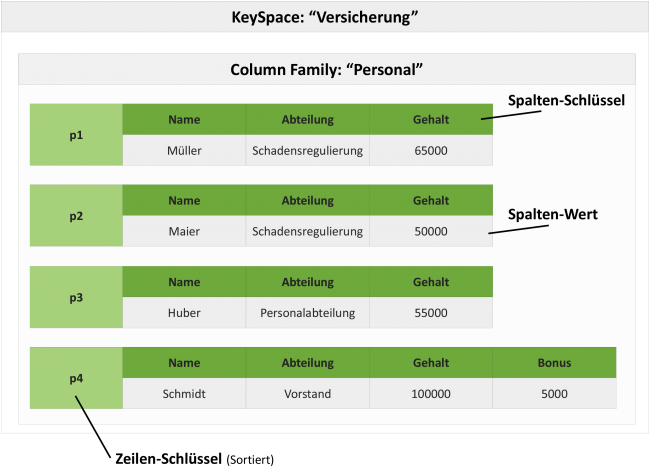 KeySpace: “Versicherung”
Column Family: “Personal”
Spalten-Schlüssel
p1
Name Abteilung Gehalt
Müller Schadensregulierung 65000
p2
Name Abteilung Gehalt
Maier Schadensregulierung 50000
Spalten-Wert
p3
Name Abteilung Gehalt
Huber Personalabteilung 55000
p4
Name Abteilung Gehalt Bonus
Schmidt Vorstand 100000 5000
Zeilen-Schlüssel (Sortiert)